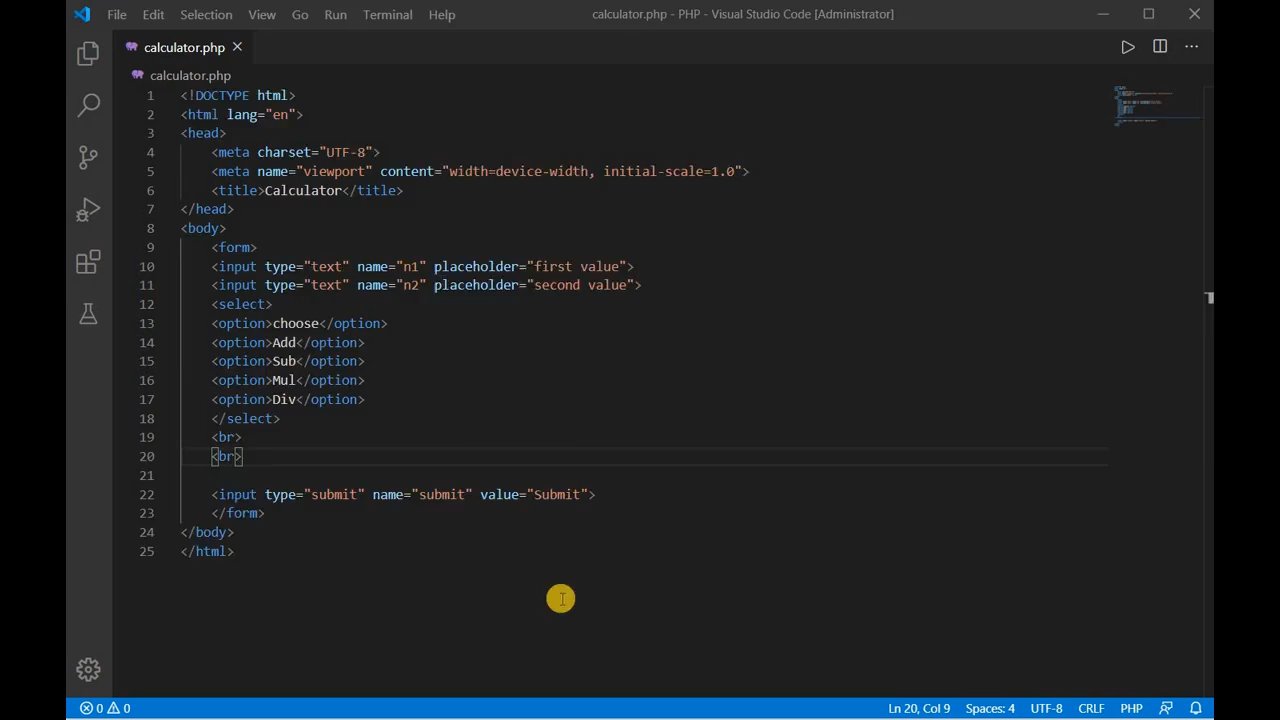 File Edit Selection View Go Run Terminal Help calculator.php - PHP - Visual Studio Code [Administrator]
calculator.php
calculator.php
1 <!DOCTYPE html>
2 <html lang="en">
3 <head>
4 <meta charset="UTF-8">
5 <meta name="viewport" content="width=device-width, initial-scale=1.0">
6 <title>Calculator</title>
7 </head>
8 <body>
9 <form>
10 <input type="text" name="n1" placeholder="first value">
11 <input type="text" name="n2" placeholder="second value">
12 <select>
13 <option>choose</option>
14 <option>Add</option>
15 <option>Sub</option>
16 <option>Mul</option>
17 <option>Div</option>
18 </select>
19 <br>
20 <br>
21
22 <input type="submit" name="submit" value="Submit">
23 </form>
24 </body>
25 </html>
0 0 Ln 20, Col 9 Spaces: 4 UTF-8 CRLF PHP